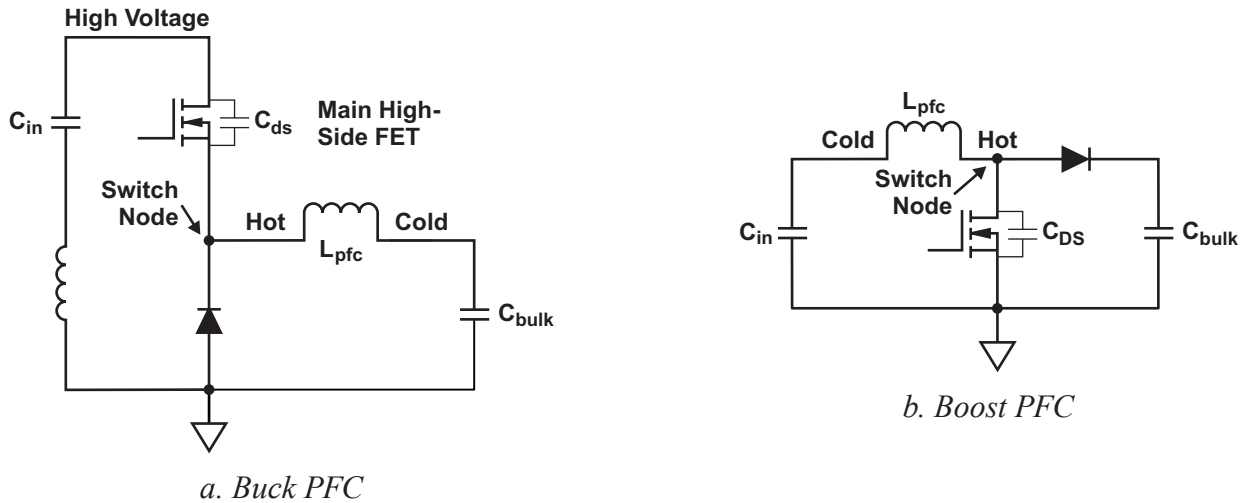 High Voltage
C_in
C_ds
Main High-
Side FET
Switch
Node
Hot
L_pfc
Cold
C_bulk
a. Buck PFC
L_pfc
Cold
Hot
Switch
Node
C_in
C_DS
C_bulk
b. Boost PFC